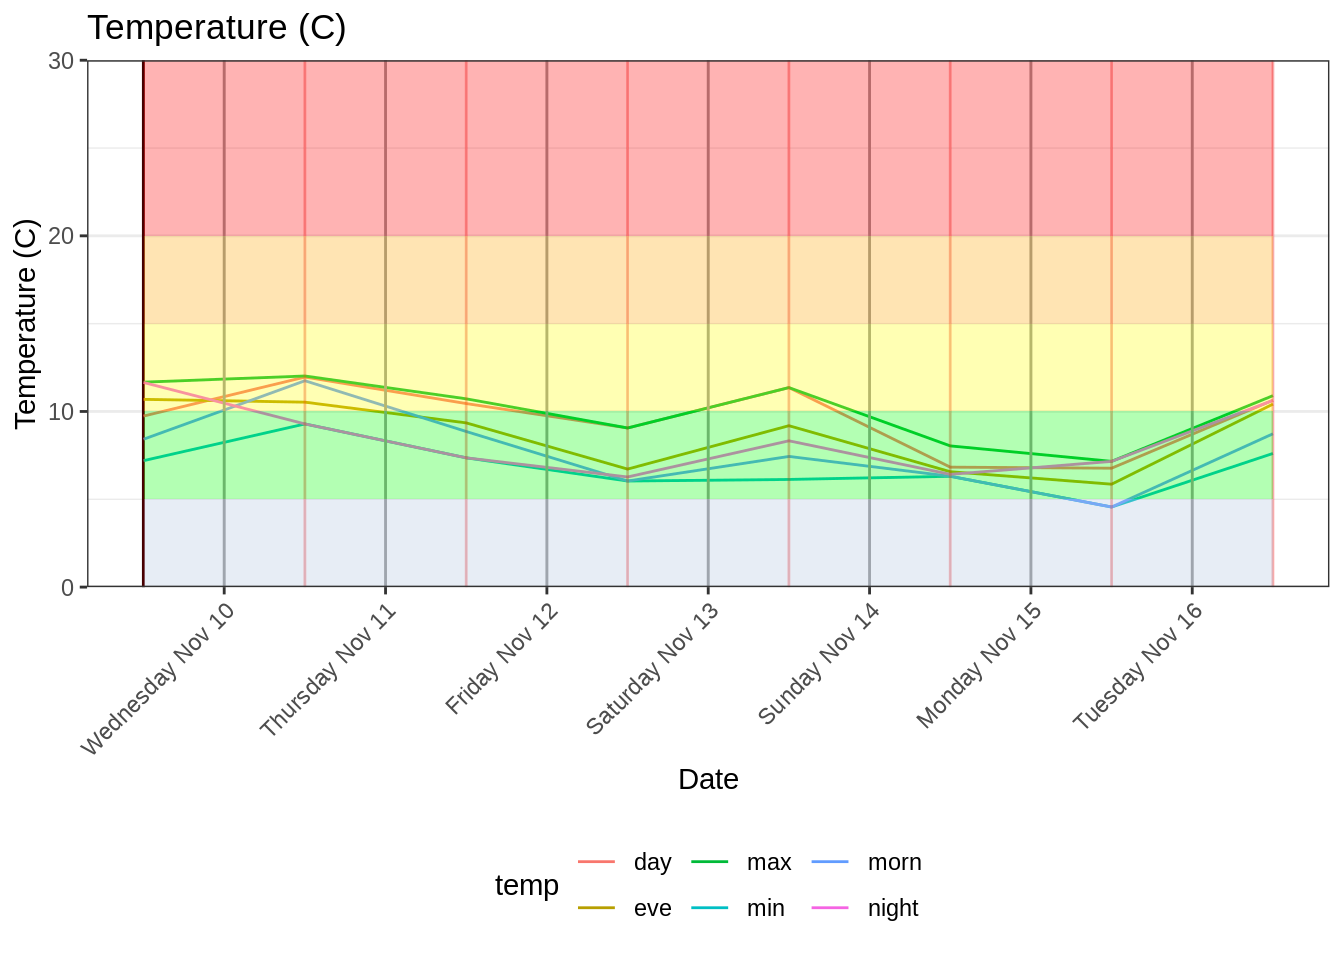 Temperature (C)
Temperature (C)
30
20
10
0
Wednesday Nov 10
Thursday Nov 11
Friday Nov 12
Saturday Nov 13
Sunday Nov 14
Monday Nov 15
Tuesday Nov 16
Date
temp
day
max
morn
eve
min
night